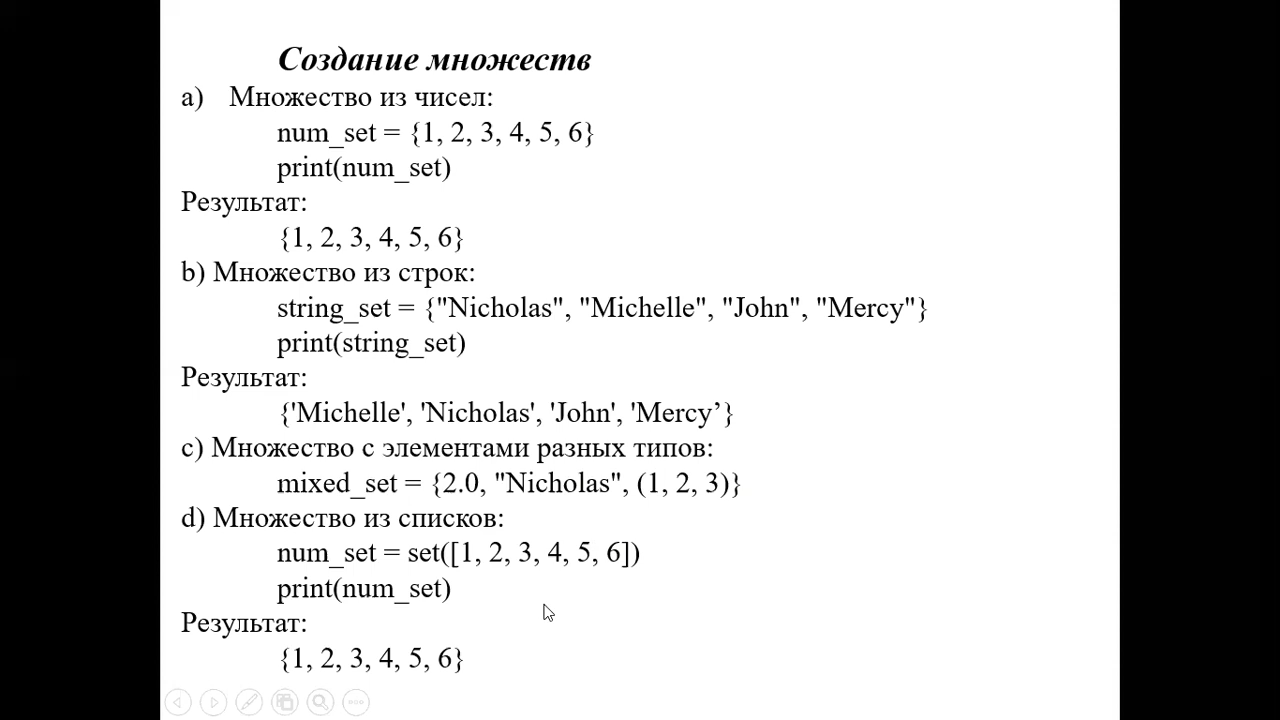 Создание множеств
a) Множество из чисел:
num_set = {1, 2, 3, 4, 5, 6}
print(num_set)
Результат:
{1, 2, 3, 4, 5, 6}
b) Множество из строк:
string_set = {"Nicholas", "Michelle", "John", "Mercy"}
print(string_set)
Результат:
{'Michelle', 'Nicholas', 'John', 'Mercy’}
c) Множество с элементами разных типов:
mixed_set = {2.0, "Nicholas", (1, 2, 3)}
d) Множество из списков:
num_set = set([1, 2, 3, 4, 5, 6])
print(num_set)
Результат:
{1, 2, 3, 4, 5, 6}